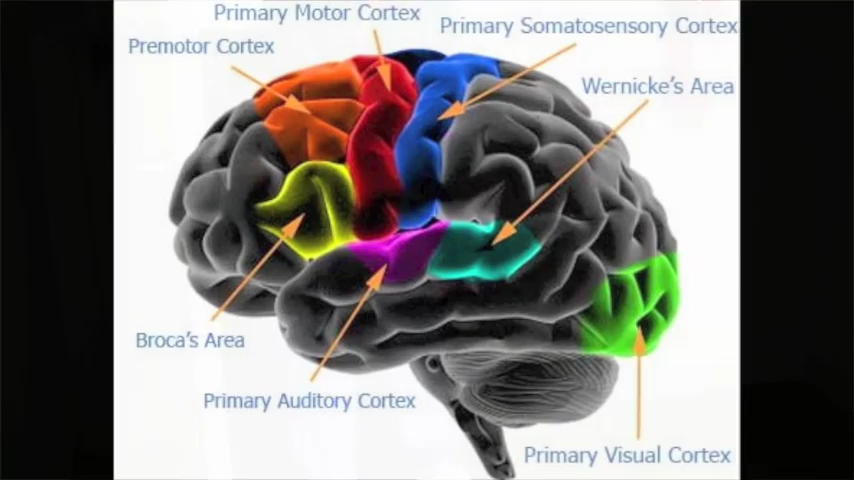 Primary Motor Cortex
Primary Somatosensory Cortex
Premotor Cortex
Wernicke's Area
Broca's Area
Primary Auditory Cortex
Primary Visual Cortex